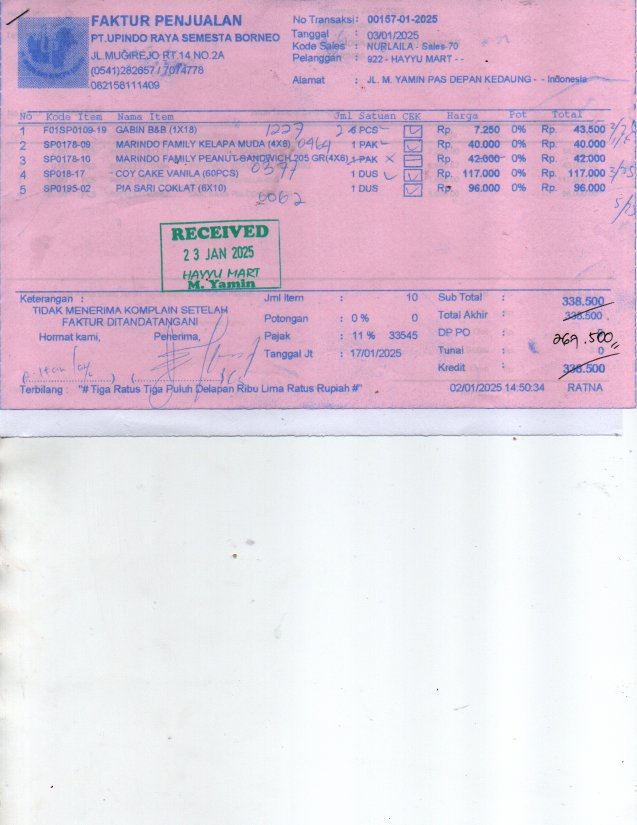 FAKTUR PENJUALAN
PT.UPINDO RAYA SEMESTA BORNEO
JL.MUGIREJO RT.14 NO.2A
(0541)282657 / 7074778
082156111409
No Transaksi : 00157-01-2025
Tanggal : 03/01/2025
Kode Sales : NURLAILA - Sales 70
Pelanggan : 922 - HAYYU MART - -
Alamat : JL. M. YAMIN PAS DEPAN KEDAUNG - - Indonesia
No Kode Item Nama Item Jml Satuan CEK Harga Pot Total
1 F01SP0109-19 GABIN B&B (1X18) 1227 2 6 PCS Rp. 7.250 0% Rp. 43.500
2 SP0178-09 MARINDO FAMILY KELAPA MUDA (4X6) 0464 1 PAK Rp. 40.000 0% Rp. 40.000
3 SP0178-10 MARINDO FAMILY PEANUT SANDWICH 205 GR(4X6) 1 PAK Rp. 42.000 0% Rp. 42.000
4 SP018-17 COY CAKE VANILA (60PCS) 1 DUS Rp. 117.000 0% Rp. 117.000
5 SP0195-02 PIA SARI COKLAT (6X10) 1 DUS Rp. 96.000 0% Rp. 96.000
0062
RECEIVED
23 JAN 2025
HAYYU MART
M. Yamin
Keterangan :
TIDAK MENERIMA KOMPLAIN SETELAH
FAKTUR DITANDATANGANI
Hormat kami, Penerima,
(........................) (........................)
Jml Item : 10
Potongan : 0 % 0
Pajak : 11 % 33545
Tanggal Jt : 17/01/2025
Sub Total : 338.500
Total Akhir : 338.500
DP PO : 0
269.500
Tunai : 0
Kredit : 338.500
Terbilang : "# Tiga Ratus Tiga Puluh Delapan Ribu Lima Ratus Rupiah #"
02/01/2025 14:50:34 RATNA